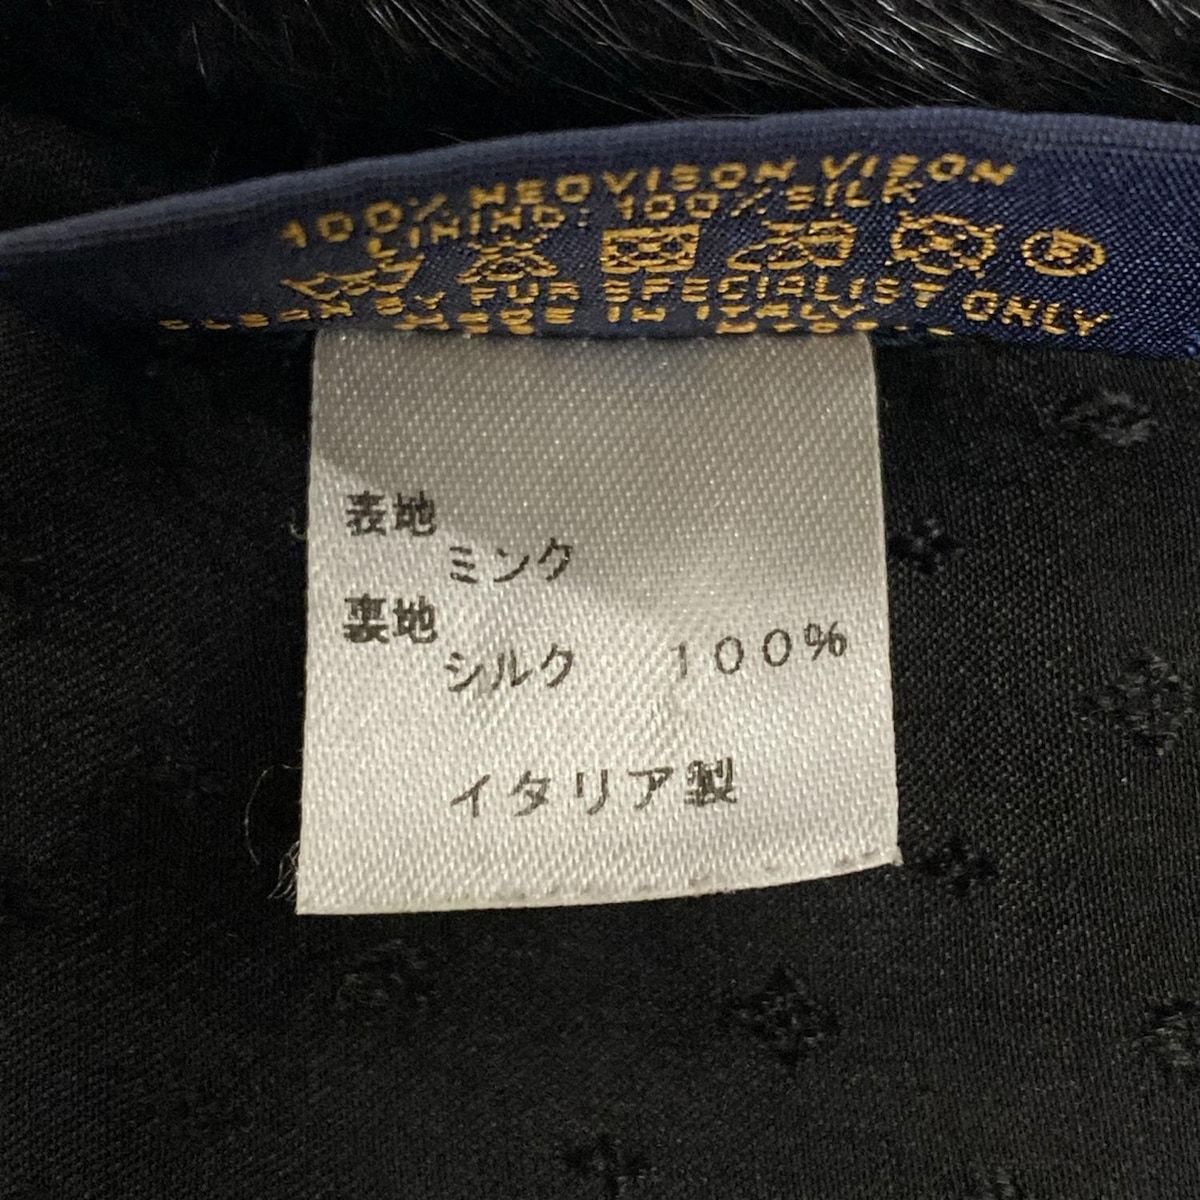 100% NEOVISON VISON
LINING: 100% SILK
CLEAN BY FUR SPECIALIST ONLY
MADE IN ITALY
表地
ミンク
裏地
シルク 100%
イタリア製